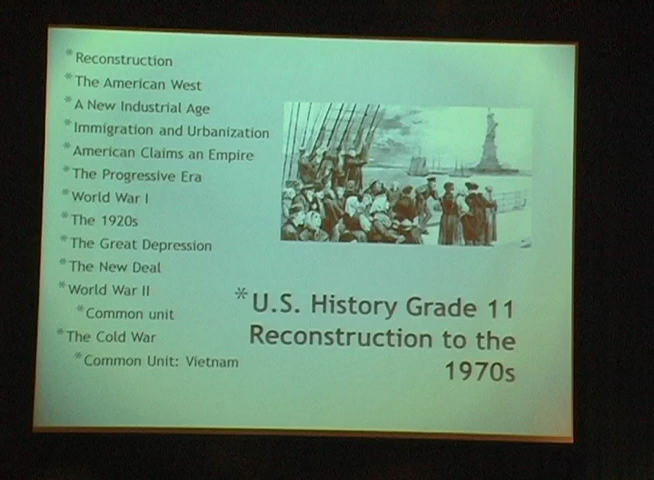 *Reconstruction
*The American West
*A New Industrial Age
*Immigration and Urbanization
*American Claims an Empire
*The Progressive Era
*World War I
*The 1920s
*The Great Depression
*The New Deal
*World War II
*Common unit
*The Cold War
*Common Unit: Vietnam
*U.S. History Grade 11
Reconstruction to the
1970s